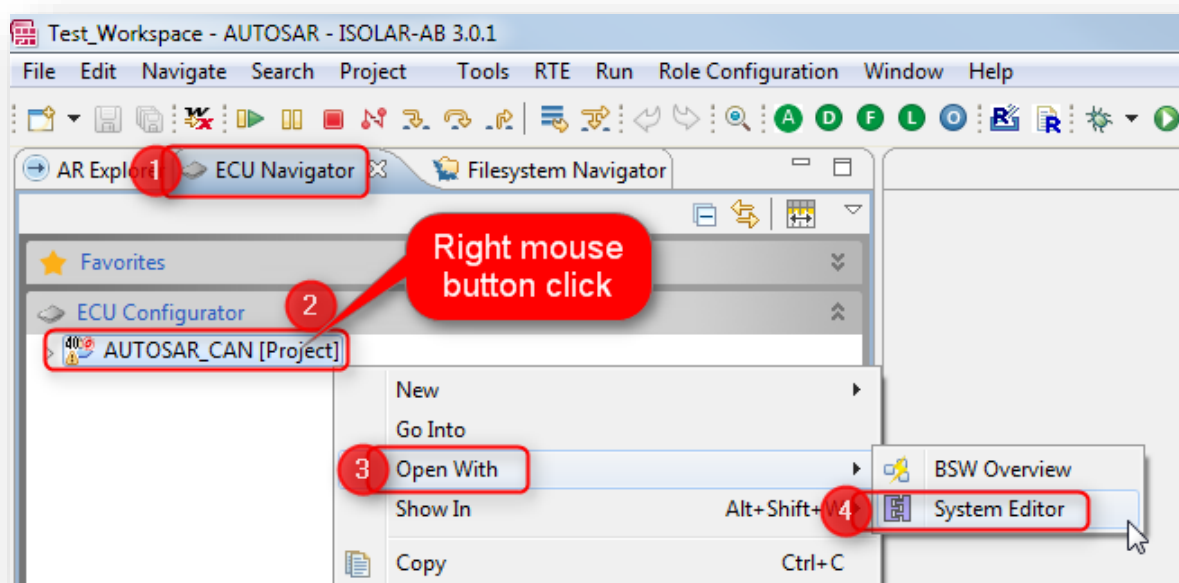 Test_Workspace - AUTOSAR - ISOLAR-AB 3.0.1
File Edit Navigate Search Project Tools RTE Run Role Configuration Window Help
A D F L O R R
AR Explorer 1 ECU Navigator Filesystem Navigator
Right mouse
button click
Favorites
ECU Configurator 2
AUTOSAR_CAN [Project]
New
Go Into
3 Open With
BSW Overview
Show In Alt+Shift+W
4 System Editor
Copy Ctrl+C